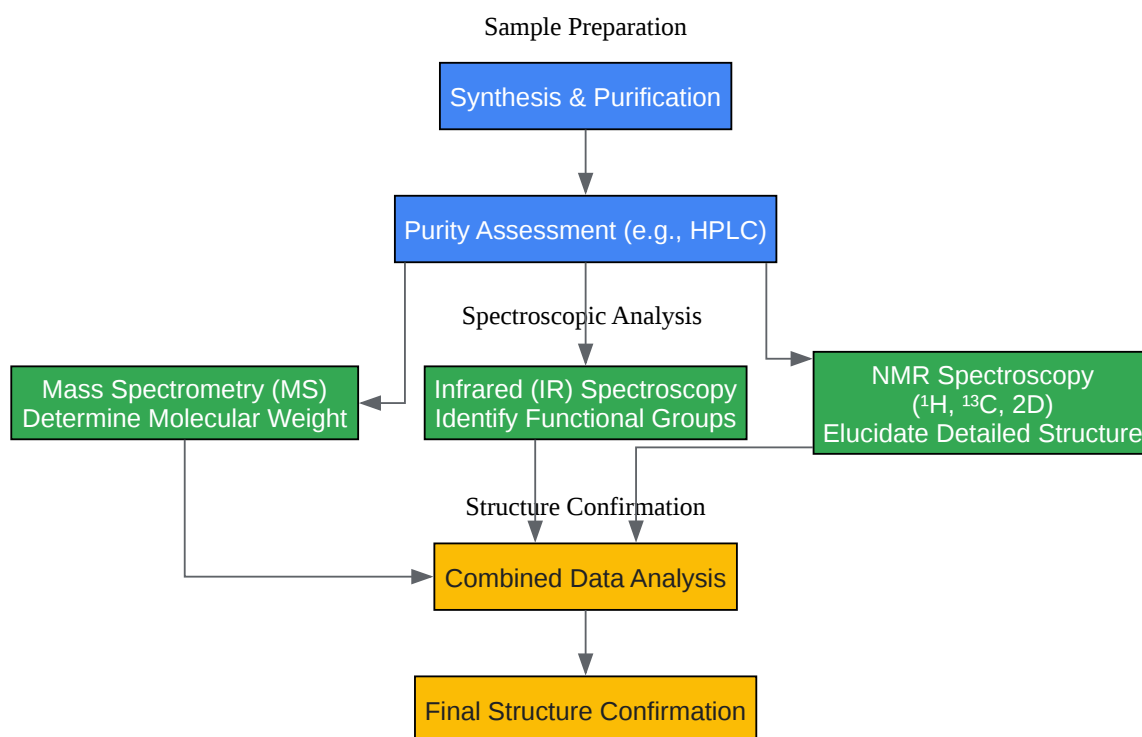 Sample Preparation
Synthesis & Purification
Purity Assessment (e.g., HPLC)
Spectroscopic Analysis
Mass Spectrometry (MS)
Determine Molecular Weight
Infrared (IR) Spectroscopy
Identify Functional Groups
NMR Spectroscopy
(¹H, ¹³C, 2D)
Elucidate Detailed Structure
Structure Confirmation
Combined Data Analysis
Final Structure Confirmation